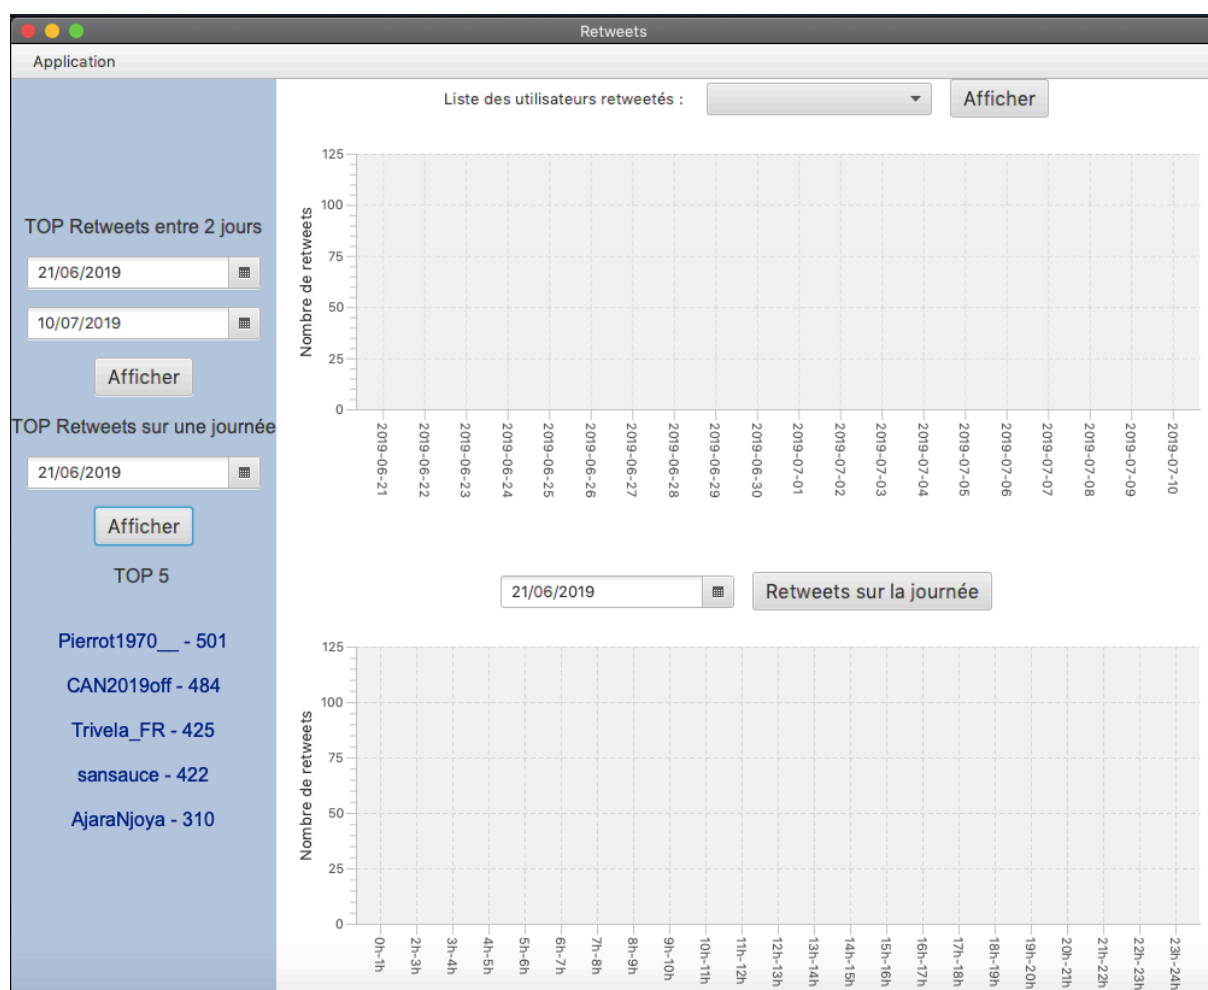 Retweets
Application
Liste des utilisateurs retweetés :
Afficher
TOP Retweets entre 2 jours
21/06/2019
10/07/2019
Afficher
TOP Retweets sur une journée
21/06/2019
Afficher
TOP 5
Pierrot1970__ - 501
CAN2019off - 484
Trivela_FR - 425
sansauce - 422
AjaraNjoya - 310
Nombre de retweets
125
100
75
50
25
0
2019-06-21
2019-06-22
2019-06-23
2019-06-24
2019-06-25
2019-06-26
2019-06-27
2019-06-28
2019-06-29
2019-06-30
2019-07-01
2019-07-02
2019-07-03
2019-07-04
2019-07-05
2019-07-06
2019-07-07
2019-07-08
2019-07-09
2019-07-10
21/06/2019
Retweets sur la journée
Nombre de retweets
125
100
75
50
25
0
0h-1h
2h-3h
3h-4h
4h-5h
5h-6h
6h-7h
7h-8h
8h-9h
9h-10h
10h-11h
11h-12h
12h-13h
13h-14h
14h-15h
15h-16h
16h-17h
17h-18h
18h-19h
19h-20h
20h-21h
21h-22h
22h-23h
23h-24h